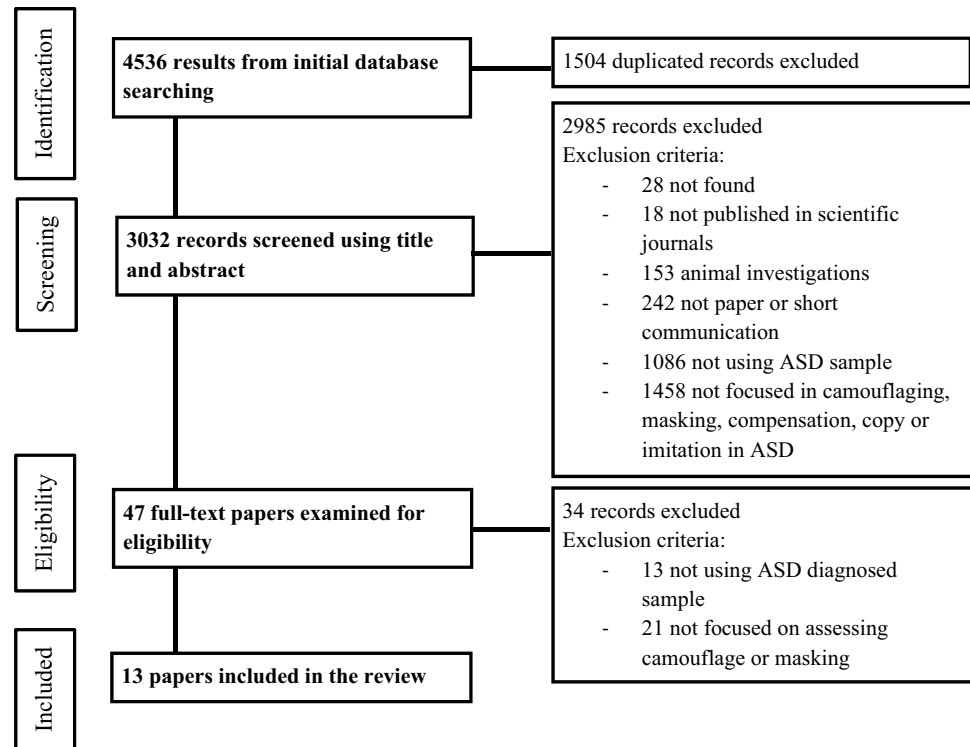 Identification
4536 results from initial database
searching
1504 duplicated records excluded
Screening
3032 records screened using title
and abstract
2985 records excluded
Exclusion criteria:
- 28 not found
- 18 not published in scientific
journals
- 153 animal investigations
- 242 not paper or short
communication
- 1086 not using ASD sample
- 1458 not focused in camouflaging,
masking, compensation, copy or
imitation in ASD
Eligibility
47 full-text papers examined for
eligibility
34 records excluded
Exclusion criteria:
- 13 not using ASD diagnosed
sample
- 21 not focused on assessing
camouflage or masking
Included
13 papers included in the review